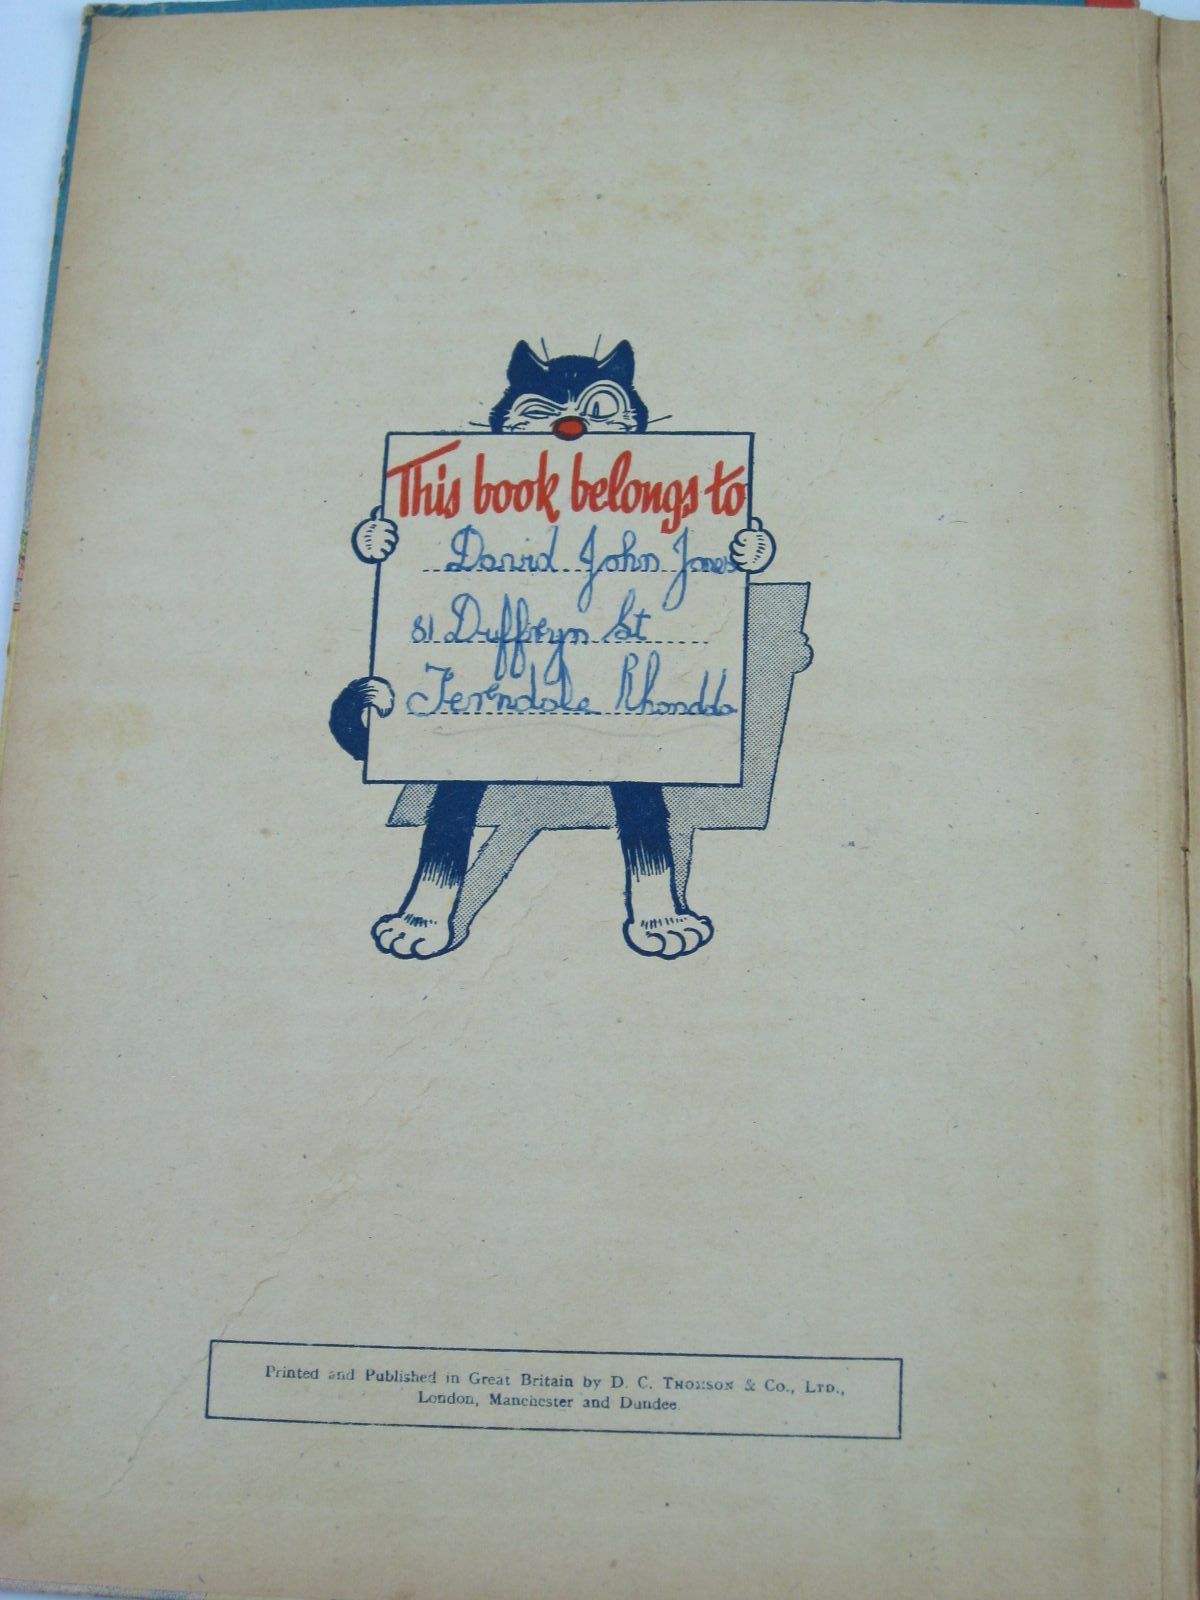 This book belongs to
David John Jones
81 Duffryn St
Ferndale Rhondda
Printed and Published in Great Britain by D. C. THOMSON & Co., LTD.,
London, Manchester and Dundee.